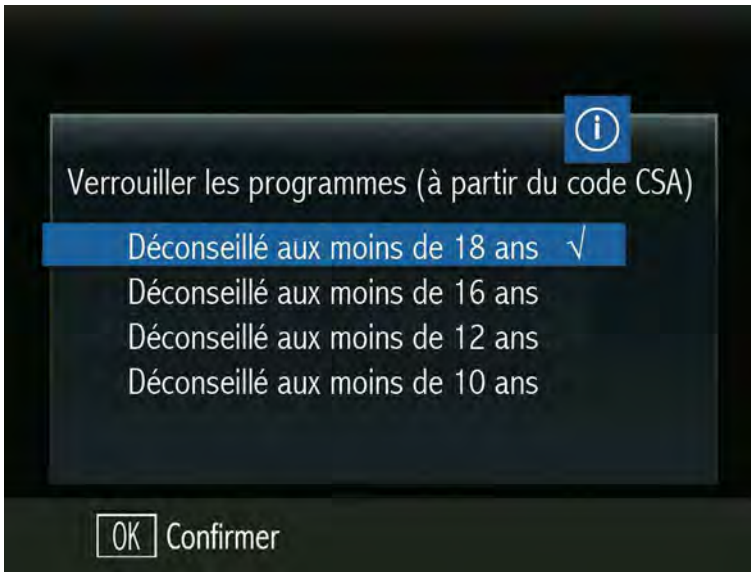 Verrouiller les programmes (à partir du code CSA)
Déconseillé aux moins de 18 ans √
Déconseillé aux moins de 16 ans
Déconseillé aux moins de 12 ans
Déconseillé aux moins de 10 ans
OK Confirmer